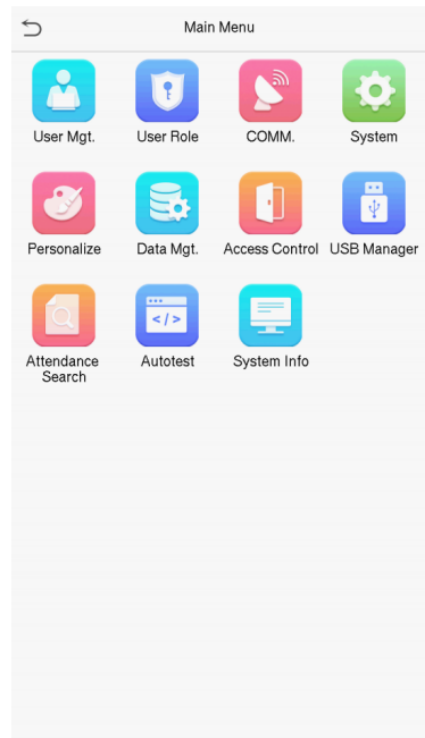 Main Menu
User Mgt.
User Role
COMM.
System
Personalize
Data Mgt.
Access Control
USB Manager
Attendance
Search
Autotest
</>
System Info